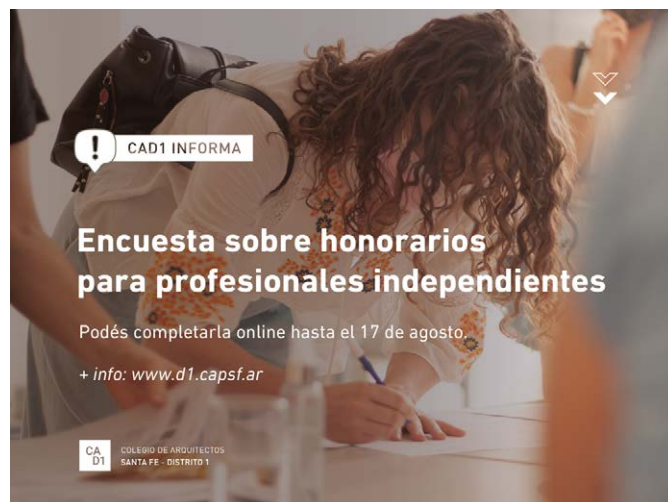 !
CAD1 INFORMA
Encuesta sobre honorarios
para profesionales independientes
Podés completarla online hasta el 17 de agosto.
+ info: www.d1.capsf.ar
CA
D1
COLEGIO DE ARQUITECTOS
SANTA FE - DISTRITO 1